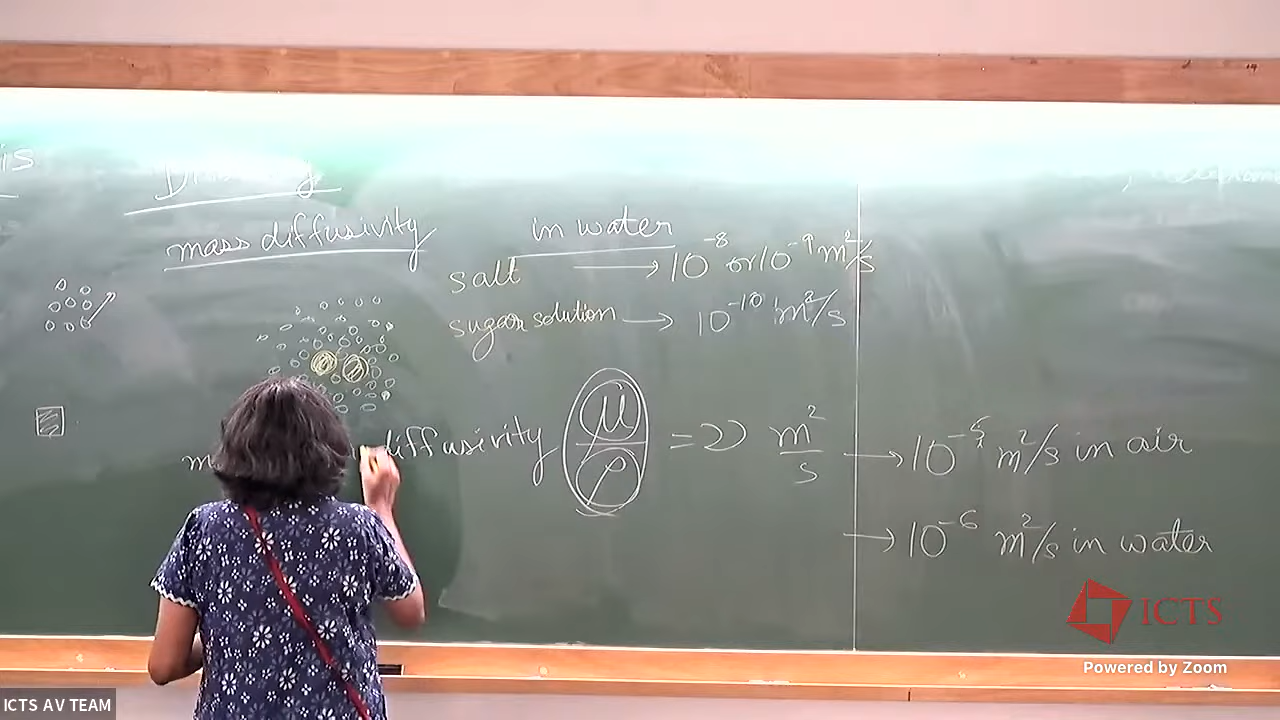 is
mass diffusivity
in water
salt → 10⁻⁸ or 10⁻⁹ m²/s
sugar solution → 10⁻¹⁰ m²/s
diffusivity μ/ρ = ν m²/s
→ 10⁻⁵ m²/s in air
→ 10⁻⁶ m²/s in water
ICTS
Powered by Zoom
ICTS AV TEAM